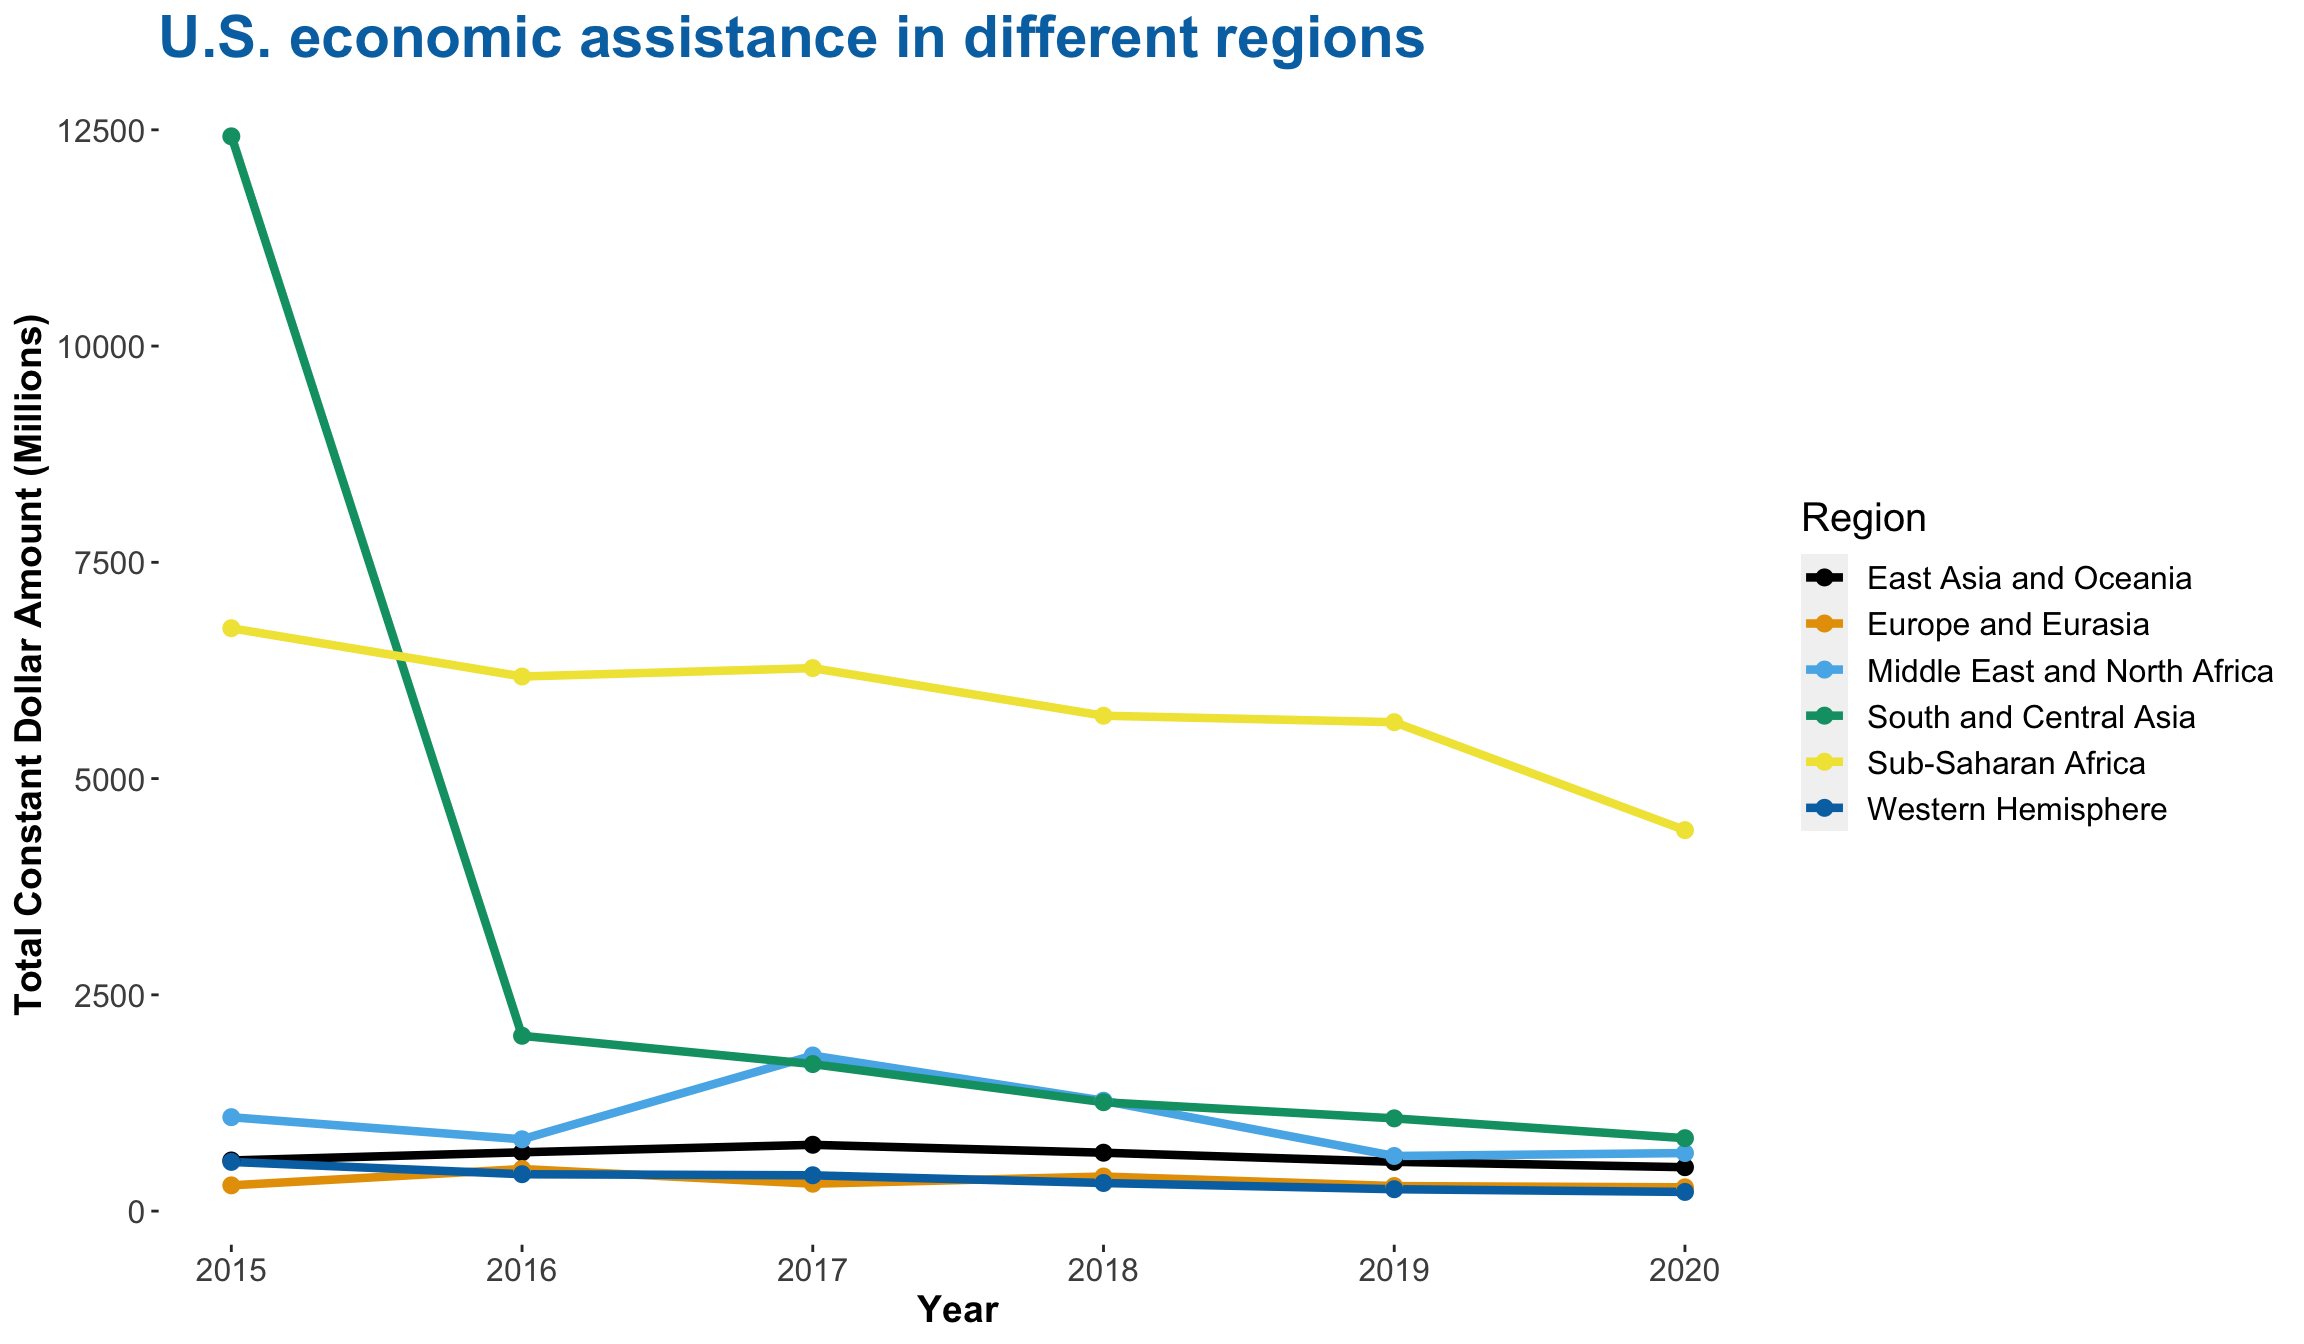 U.S. economic assistance in different regions
Total Constant Dollar Amount (Millions)
12500
10000
7500
5000
2500
0
2015 2016 2017 2018 2019 2020
Year
Region
East Asia and Oceania
Europe and Eurasia
Middle East and North Africa
South and Central Asia
Sub-Saharan Africa
Western Hemisphere